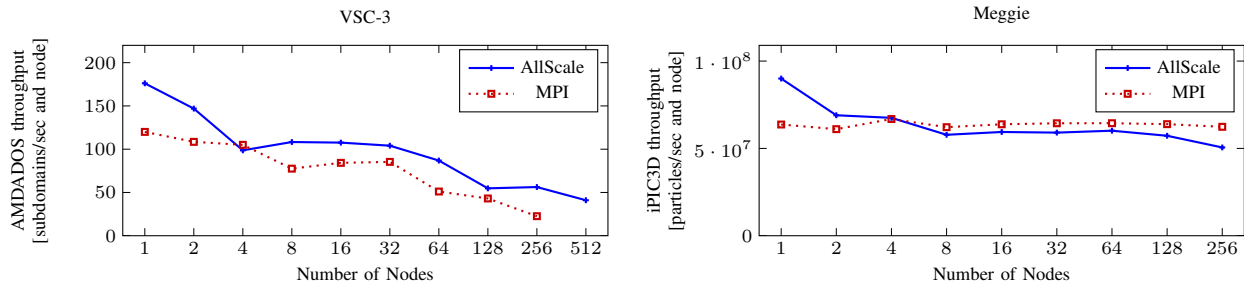 VSC-3
AMDADOS throughput
[subdomains/sec and node]
200
150
100
50
0
AllScale
MPI
1 2 4 8 16 32 64 128 256 512
Number of Nodes
Meggie
iPIC3D throughput
[particles/sec and node]
1 · 10^8
5 · 10^7
0
AllScale
MPI
1 2 4 8 16 32 64 128 256
Number of Nodes